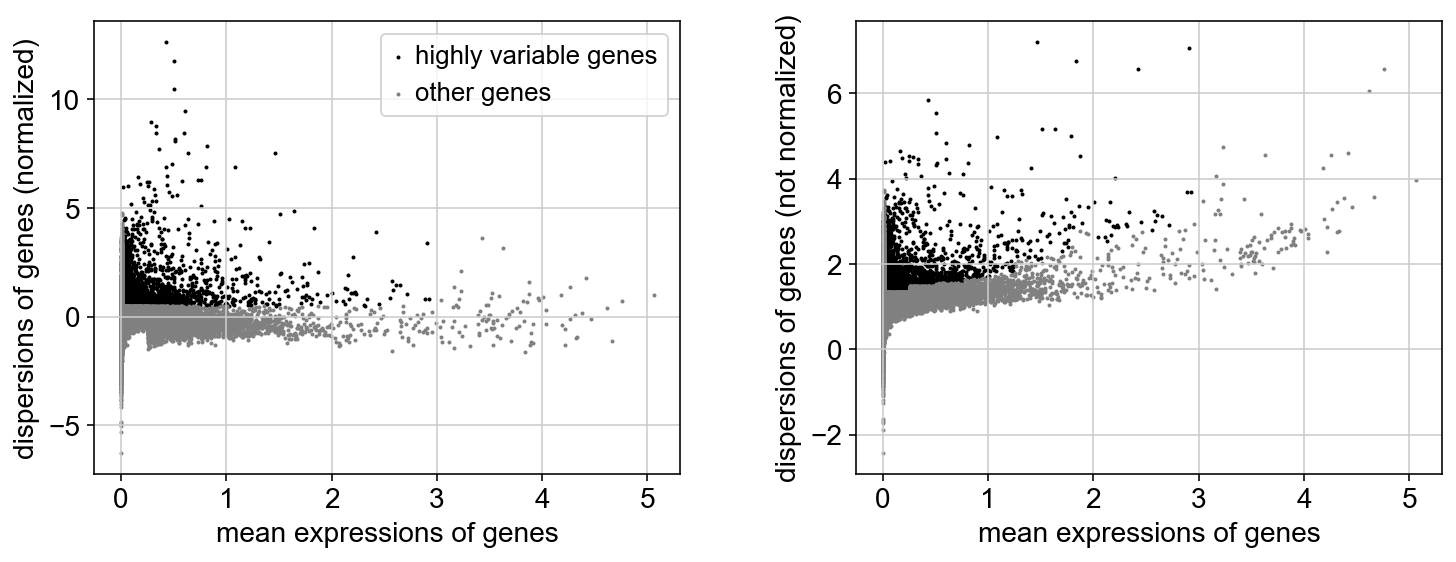 dispersions of genes (normalized)
10
5
0
−5
highly variable genes
other genes
0 1 2 3 4 5
mean expressions of genes
dispersions of genes (not normalized)
6
4
2
0
−2
0 1 2 3 4 5
mean expressions of genes